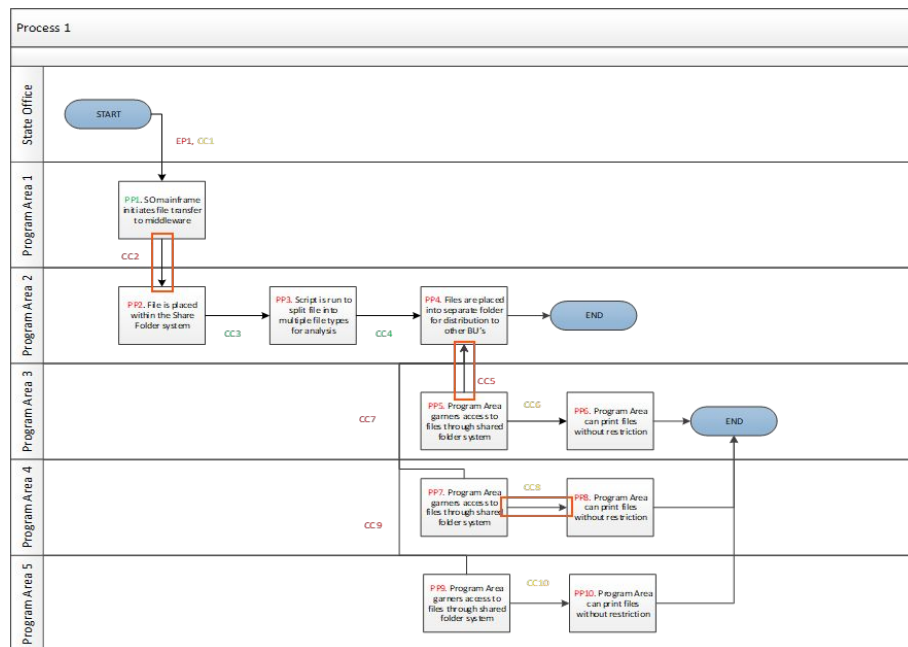 Process 1
State Office
START
EP1, CC1
Program Area 1
PP1. SO mainframe
initiates file transfer
to middleware
CC2
Program Area 2
PP2. File is placed
within the Share
Folder system
CC3
PP3. Script is run to
split file into
multiple file types
for analysis
CC4
PP4. Files are placed
into separate folder
for distribution to
other BU's
END
Program Area 3
CC5
CC7
PP5. Program Area
garners access to
files through shared
folder system
CC6
PP6. Program Area
can print files
without restriction
END
Program Area 4
CC9
PP7. Program Area
garners access to
files through shared
folder system
CC8
PP8. Program Area
can print files
without restriction
Program Area 5
PP9. Program Area
garners access to
files through shared
folder system
CC10
PP10. Program Area
can print files
without restriction